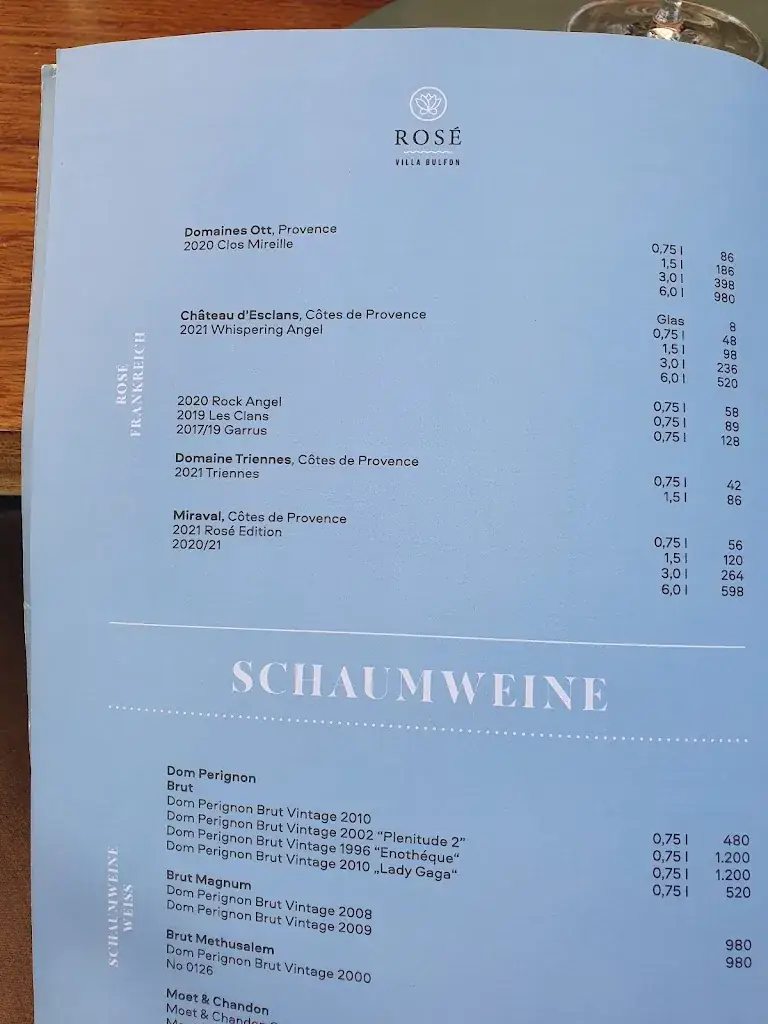 ROSÉ
VILLA BULFON
ROSÉ
FRANKREICH
Domaines Ott, Provence
2020 Clos Mireille 0,75 l 86
1,5 l 186
3,0 l 398
6,0 l 980
Château d'Esclans, Côtes de Provence
2021 Whispering Angel Glas 8
0,75 l 48
1,5 l 98
3,0 l 236
6,0 l 520
2020 Rock Angel 0,75 l 58
2019 Les Clans 0,75 l 89
2017/19 Garrus 0,75 l 128
Domaine Triennes, Côtes de Provence
2021 Triennes 0,75 l 42
1,5 l 86
Miraval, Côtes de Provence
2021 Rosé Edition
2020/21 0,75 l 56
1,5 l 120
3,0 l 264
6,0 l 598
SCHAUMWEINE
SCHAUMWEINE
WEISS
Dom Perignon
Brut
Dom Perignon Brut Vintage 2010 0,75 l 480
Dom Perignon Brut Vintage 2002 "Plenitude 2" 0,75 l 1.200
Dom Perignon Brut Vintage 1996 "Enothéque" 0,75 l 1.200
Dom Perignon Brut Vintage 2010 „Lady Gaga" 0,75 l 520
Brut Magnum
Dom Perignon Brut Vintage 2008 980
Dom Perignon Brut Vintage 2009 980
Brut Methusalem
Dom Perignon Brut Vintage 2000
No 0126
Moet & Chandon
Moet & Chandon